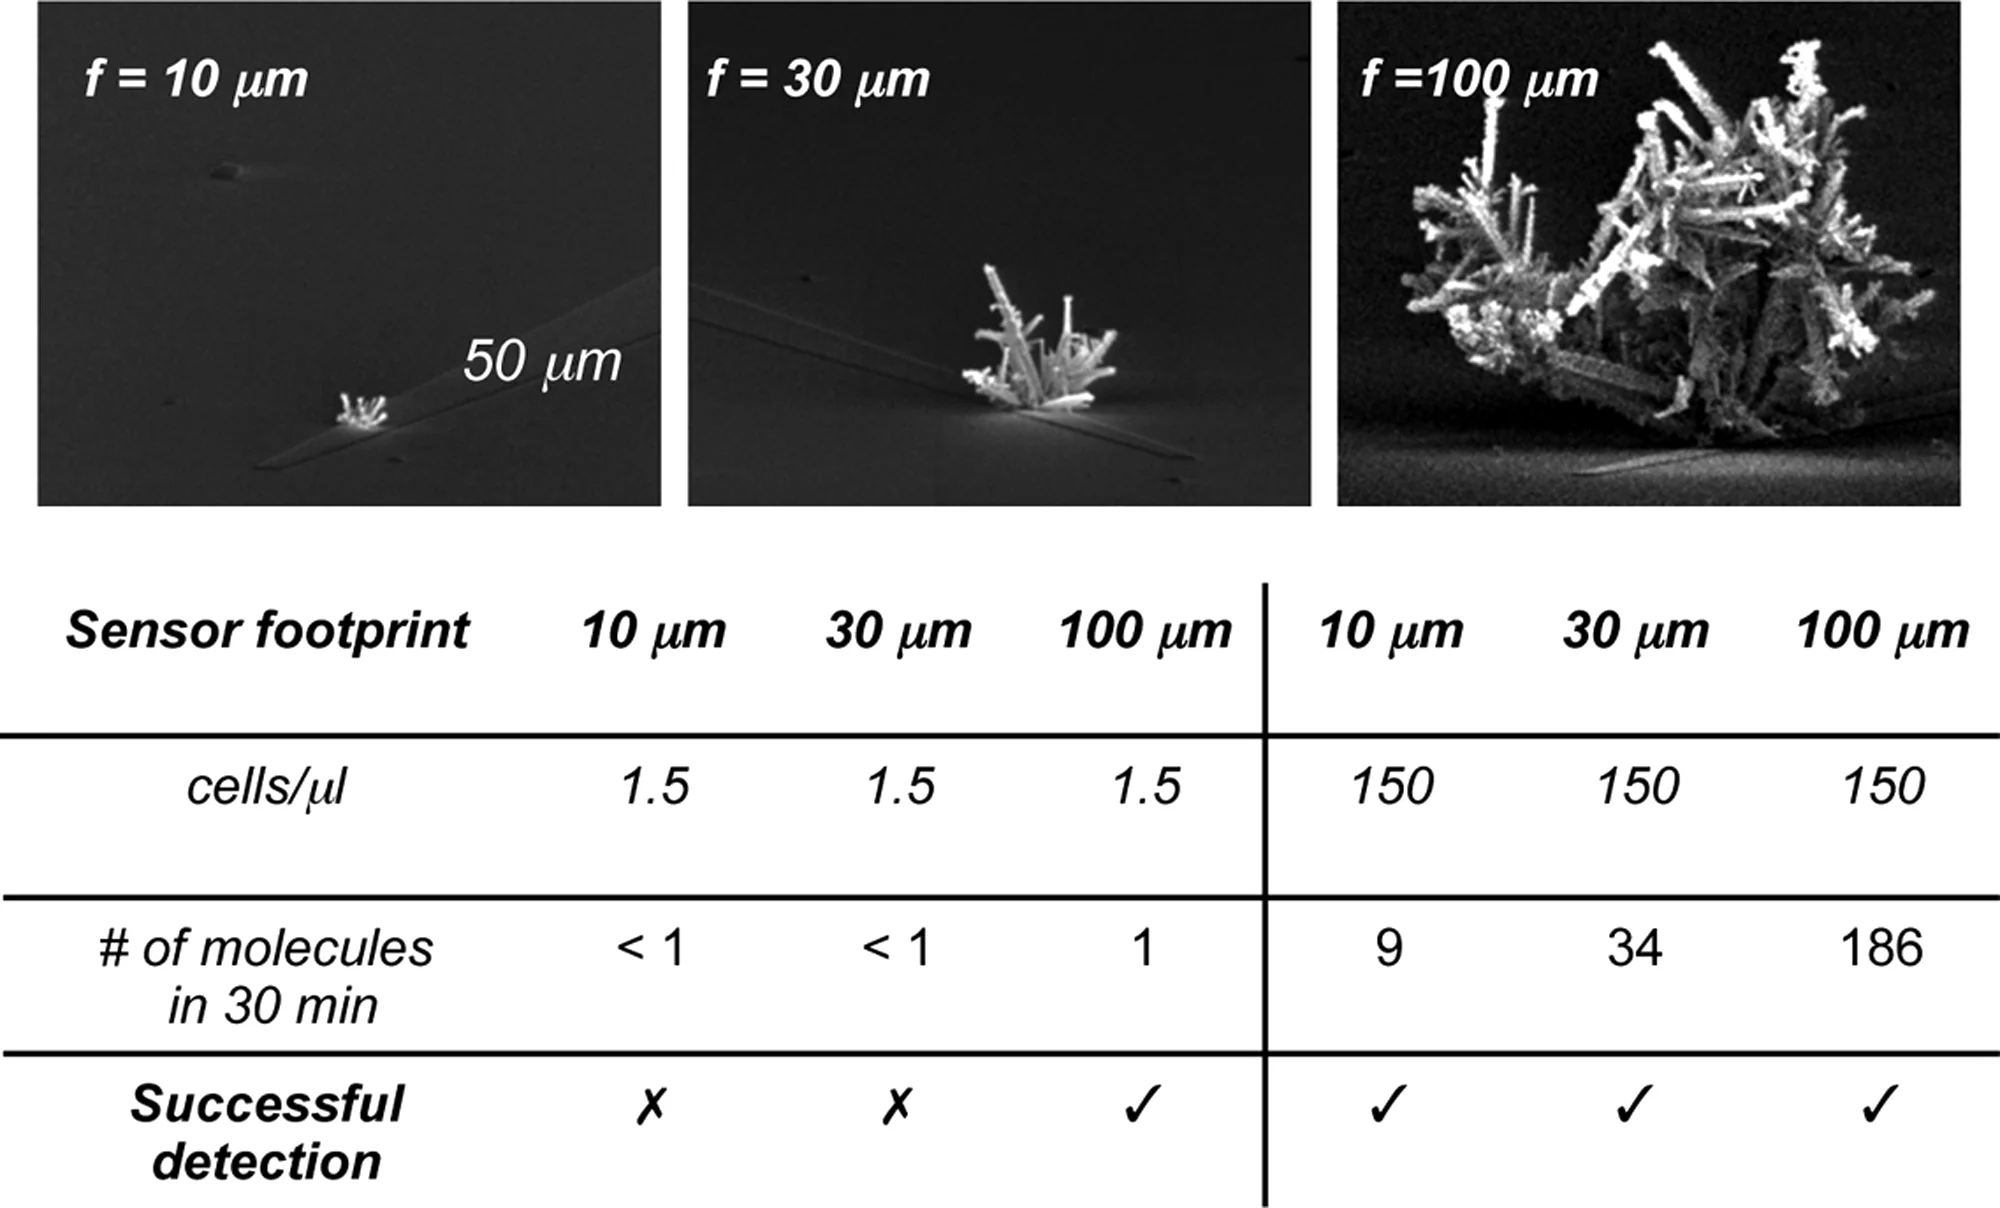 f = 10 μm
f = 30 μm
f =100 μm
50 μm
Sensor footprint 10 μm 30 μm 100 μm 10 μm 30 μm 100 μm
cells/μl 1.5 1.5 1.5 150 150 150
# of molecules < 1 < 1 1 9 34 186
in 30 min
Successful ✗ ✗ ✓ ✓ ✓ ✓
detection